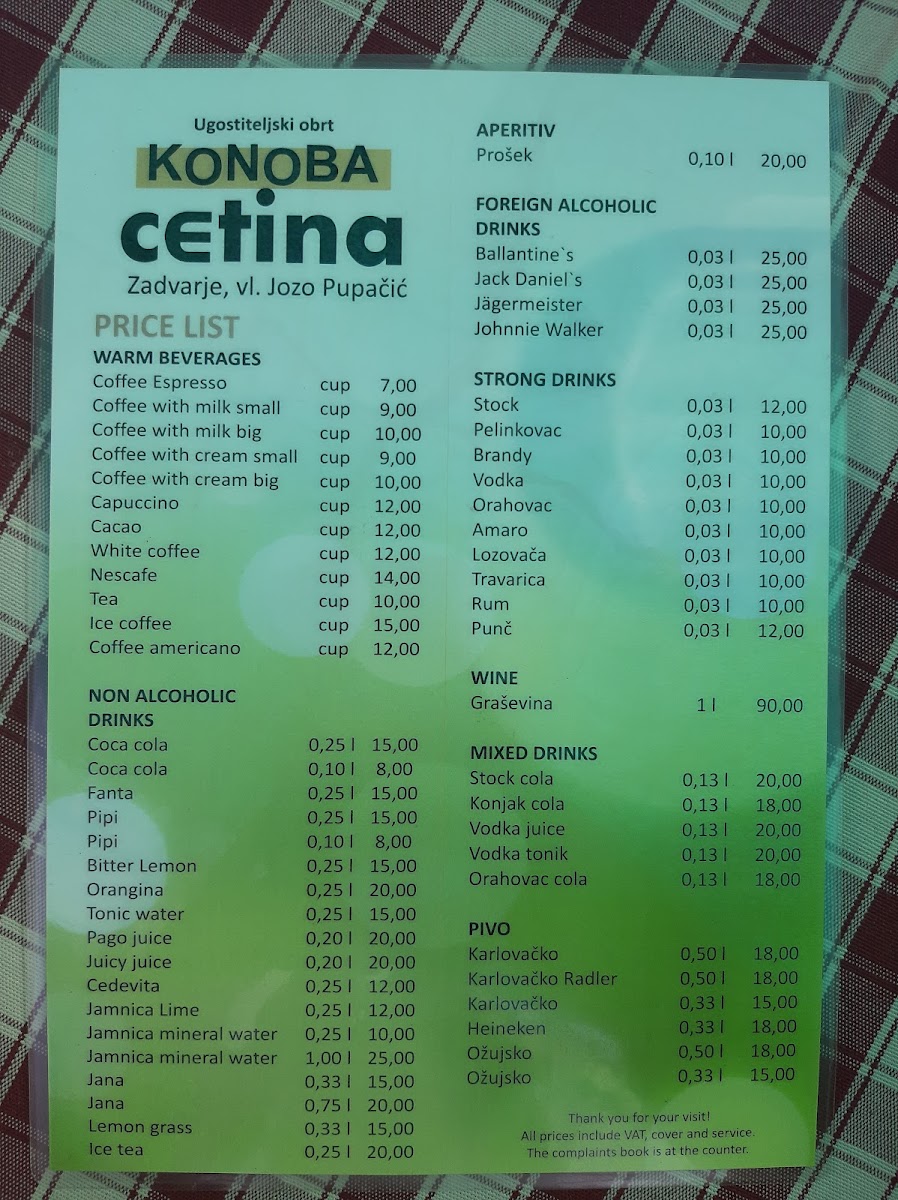 Ugostiteljski obrt
KONOBA
cetina
Zadvarje, vl. Jozo Pupačić
PRICE LIST
WARM BEVERAGES
Coffee Espresso cup 7,00
Coffee with milk small cup 9,00
Coffee with milk big cup 10,00
Coffee with cream small cup 9,00
Coffee with cream big cup 10,00
Capuccino cup 12,00
Cacao cup 12,00
White coffee cup 12,00
Nescafe cup 14,00
Tea cup 10,00
Ice coffee cup 15,00
Coffee americano cup 12,00
NON ALCOHOLIC
DRINKS
Coca cola 0,25 l 15,00
Coca cola 0,10 l 8,00
Fanta 0,25 l 15,00
Pipi 0,25 l 15,00
Pipi 0,10 l 8,00
Bitter Lemon 0,25 l 15,00
Orangina 0,25 l 20,00
Tonic water 0,25 l 15,00
Pago juice 0,20 l 20,00
Juicy juice 0,20 l 20,00
Cedevita 0,25 l 12,00
Jamnica Lime 0,25 l 12,00
Jamnica mineral water 0,25 l 10,00
Jamnica mineral water 1,00 l 25,00
Jana 0,33 l 15,00
Jana 0,75 l 20,00
Lemon grass 0,33 l 15,00
Ice tea 0,25 l 20,00
APERITIV
Prošek 0,10 l 20,00
FOREIGN ALCOHOLIC
DRINKS
Ballantine`s 0,03 l 25,00
Jack Daniel`s 0,03 l 25,00
Jägermeister 0,03 l 25,00
Johnnie Walker 0,03 l 25,00
STRONG DRINKS
Stock 0,03 l 12,00
Pelinkovac 0,03 l 10,00
Brandy 0,03 l 10,00
Vodka 0,03 l 10,00
Orahovac 0,03 l 10,00
Amaro 0,03 l 10,00
Lozovača 0,03 l 10,00
Travarica 0,03 l 10,00
Rum 0,03 l 10,00
Punč 0,03 l 12,00
WINE
Graševina 1 l 90,00
MIXED DRINKS
Stock cola 0,13 l 20,00
Konjak cola 0,13 l 18,00
Vodka juice 0,13 l 20,00
Vodka tonik 0,13 l 20,00
Orahovac cola 0,13 l 18,00
PIVO
Karlovačko 0,50 l 18,00
Karlovačko Radler 0,50 l 18,00
Karlovačko 0,33 l 15,00
Heineken 0,33 l 18,00
Ožujsko 0,50 l 18,00
Ožujsko 0,33 l 15,00
Thank you for your visit!
All prices include VAT, cover and service.
The complaints book is at the counter.